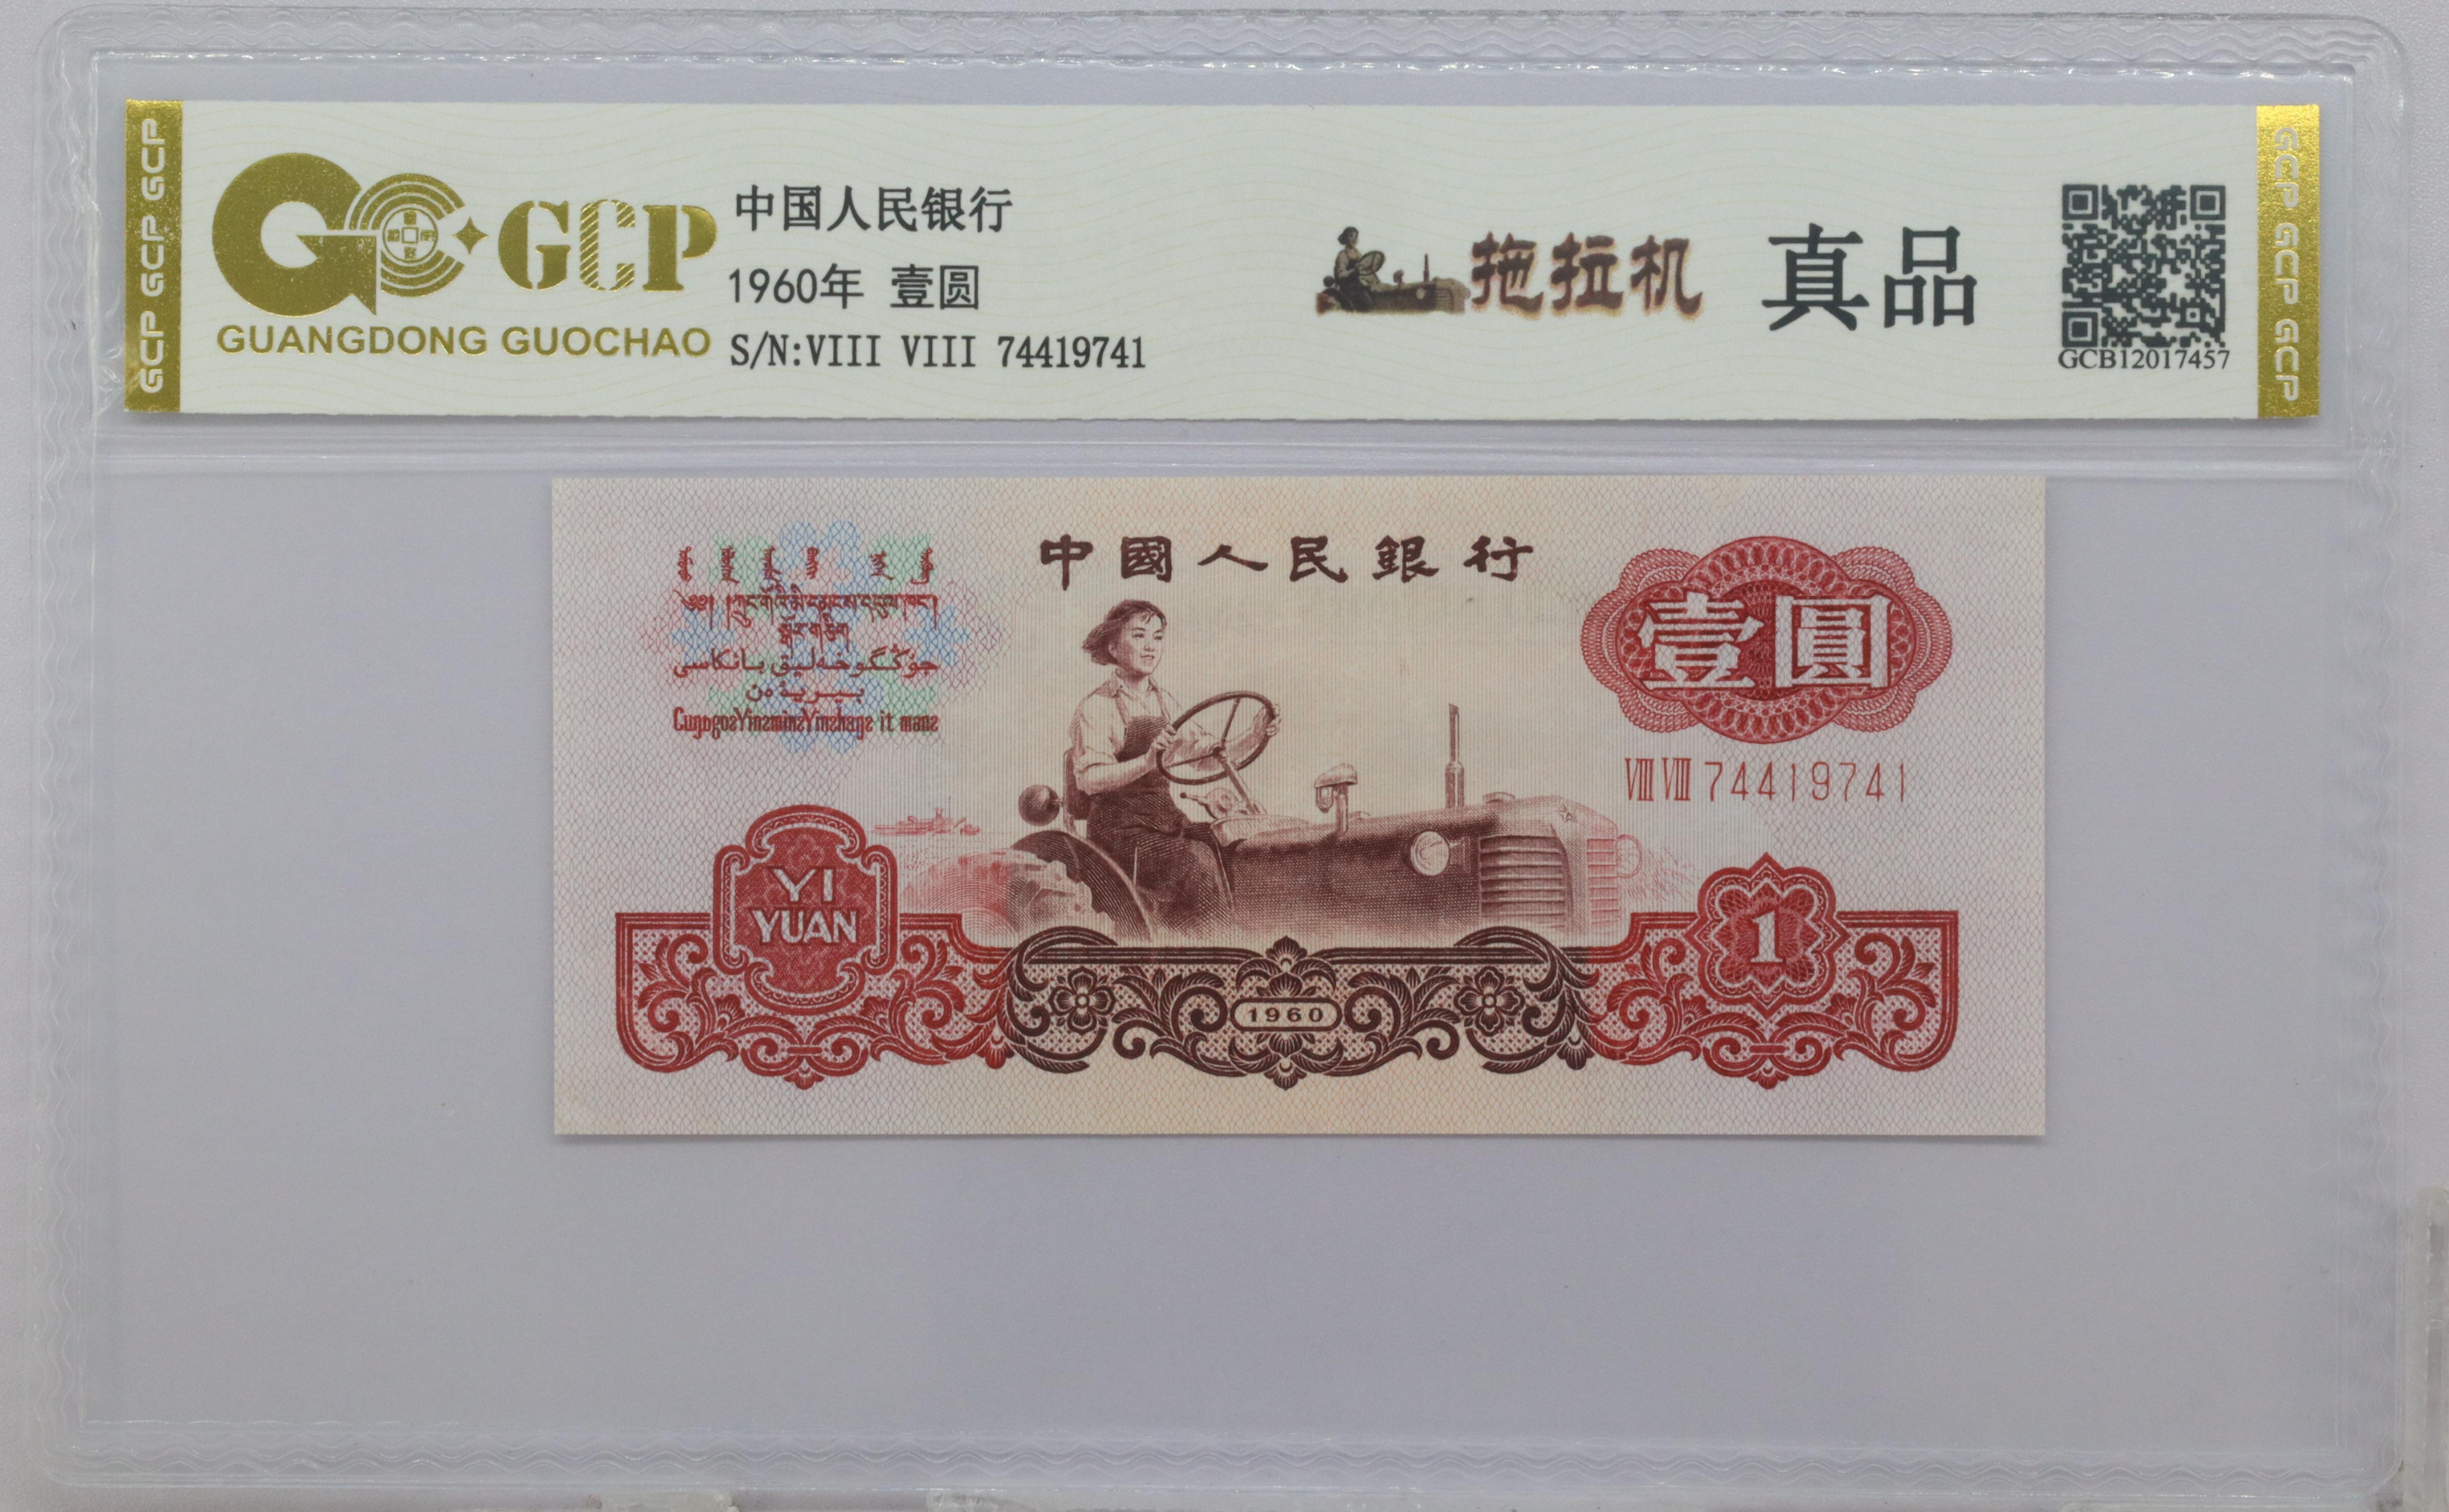 GCP GCP GCP
GCP
GUANGDONG GUOCHAO
中国人民银行
1960年 壹圆
S/N:VIII VIII 74419741
拖拉机
真品
GCB12017457
GCP GCP GCP
中國人民銀行
壹圓
VIII VIII 74419741
YI
YUAN
1960
1